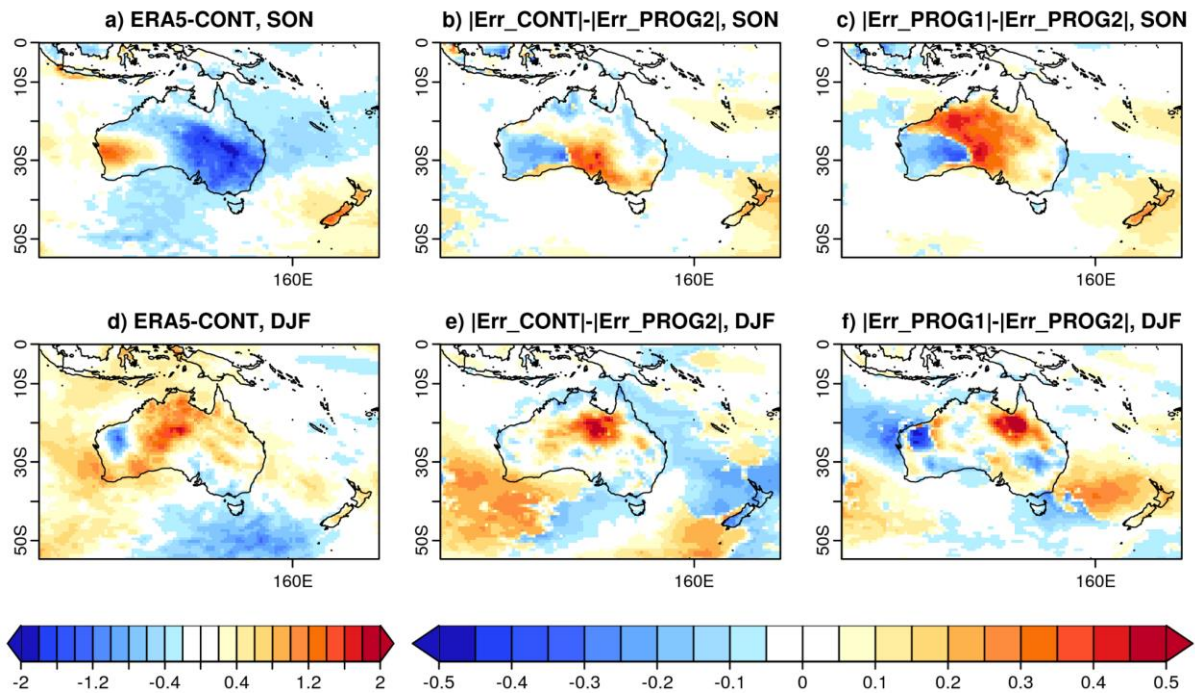 a) ERA5-CONT, SON
b) |Err_CONT|-|Err_PROG2|, SON
c) |Err_PROG1|-|Err_PROG2|, SON
0
10S
30S
50S
160E
0
10S
30S
50S
160E
0
10S
30S
50S
160E
d) ERA5-CONT, DJF
e) |Err_CONT|-|Err_PROG2|, DJF
f) |Err_PROG1|-|Err_PROG2|, DJF
0
10S
30S
50S
160E
0
10S
30S
50S
160E
0
10S
30S
50S
160E
-2 -1.2 -0.4 0.4 1.2 2
-0.5 -0.4 -0.3 -0.2 -0.1 0 0.1 0.2 0.3 0.4 0.5